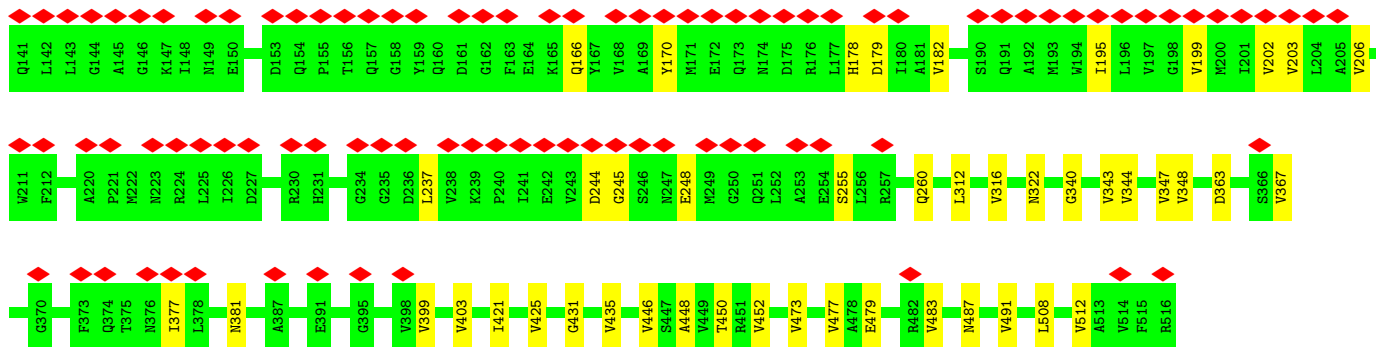 Q141 L142 L143 G144 A145 G146 K147 I148 N149 E150 D153 Q154 P155 T156 Q157 G158 Y159 Q160 D161 G162 F163 E164 K165 Q166 Y167 V168 A169 Y170 M171 E172 Q173 N174 D175 R176 L177 H178 D179 I180 A181 V182 S190 Q191 A192 M193 W194 I195 L196 V197 G198 V199 M200 I201 V202 V203 L204 A205 V206
W211 F212 A220 P221 M222 N223 R224 L225 I226 D227 R230 H231 G234 G235 D236 L237 V238 K239 P240 I241 E242 V243 D244 G245 S246 N247 E248 M249 G250 Q251 L252 A253 E254 S255 L256 R257 Q260 L312 V316 N322 G340 V343 V344 V347 V348 D363 S366 V367
G370 F373 Q374 T375 N376 I377 L378 N381 A387 E391 G395 V398 V399 V403 I421 V425 G431 V435 V446 S447 A448 V449 T450 R451 V452 V473 V477 A478 E479 R482 V483 N487 V491 L508 V512 A513 V514 F515 R516